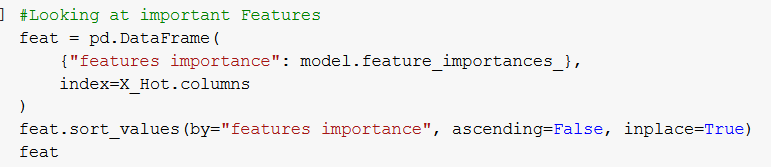 ] #Looking at important Features
feat = pd.DataFrame(
    {"features importance": model.feature_importances_},
    index=X_Hot.columns
)
feat.sort_values(by="features importance", ascending=False, inplace=True)
feat